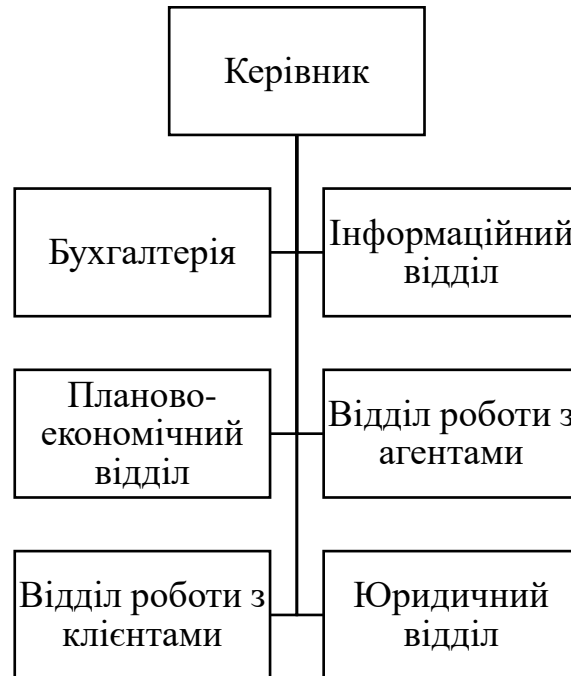 Керівник
Бухгалтерія
Інформаційний
відділ
Планово-
економічний
відділ
Відділ роботи з
агентами
Відділ роботи з
клієнтами
Юридичний
відділ